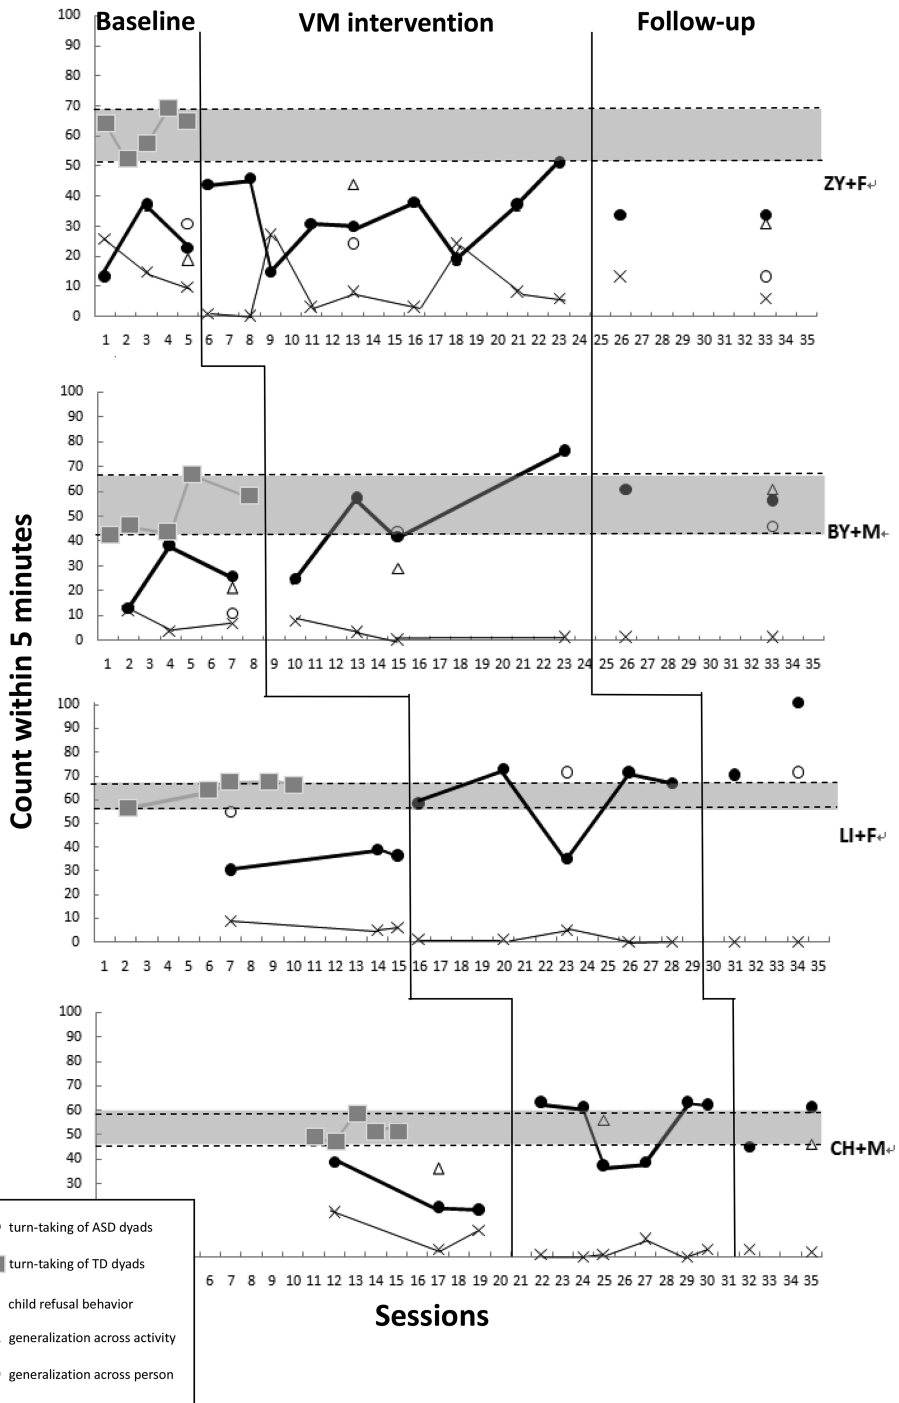 Baseline VM intervention Follow-up
100
90
80
70
60
50
40
30
20
10
0
ZY+F
1 2 3 4 5 6 7 8 9 10 11 12 13 14 15 16 17 18 19 20 21 22 23 24 25 26 27 28 29 30 31 32 33 34 35
100
90
80
70
60
50
40
30
20
10
0
BY+M
1 2 3 4 5 6 7 8 9 10 11 12 13 14 15 16 17 18 19 20 21 22 23 24 25 26 27 28 29 30 31 32 33 34 35
Count within 5 minutes
100
90
80
70
60
50
40
30
20
10
0
LI+F
1 2 3 4 5 6 7 8 9 10 11 12 13 14 15 16 17 18 19 20 21 22 23 24 25 26 27 28 29 30 31 32 33 34 35
100
90
80
70
60
50
40
30
CH+M
6 7 8 9 10 11 12 13 14 15 16 17 18 19 20 21 22 23 24 25 26 27 28 29 30 31 32 33 34 35
Sessions
turn-taking of ASD dyads
turn-taking of TD dyads
child refusal behavior
generalization across activity
generalization across person